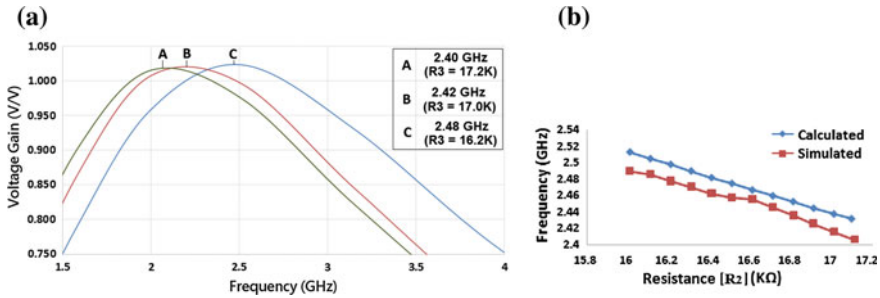 (a)
A B C
1.050
1.000
0.950
0.900
0.850
0.800
0.750
Voltage Gain (V/V)
1.5 2 2.5 3 3.5 4
Frequency (GHz)
A 2.40 GHz
(R3 = 17.2K)
B 2.42 GHz
(R3 = 17.0K)
C 2.48 GHz
(R3 = 16.2K)
(b)
2.54
2.52
2.5
2.48
2.46
2.44
2.42
2.4
Frequency (GHz)
Calculated
Simulated
15.8 16 16.2 16.4 16.6 16.8 17 17.2
Resistance [R2] (KΩ)